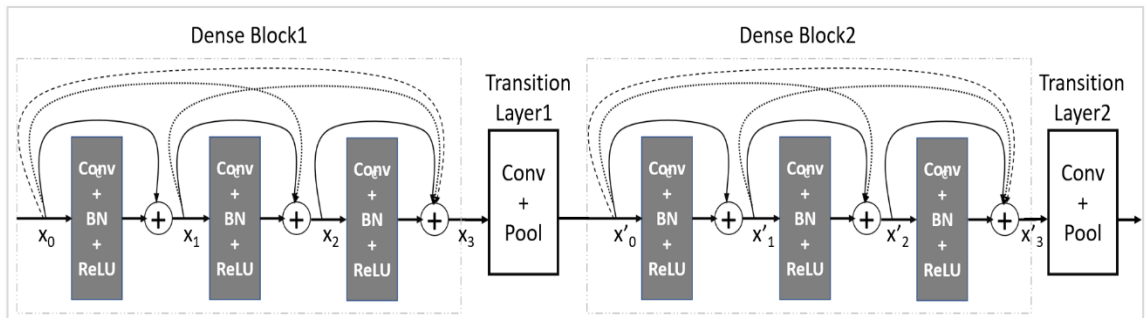 Dense Block1
Dense Block2
Transition
Layer1
Transition
Layer2
Conv
+
BN
+
ReLU
Conv
+
BN
+
ReLU
Conv
+
BN
+
ReLU
Conv
+
Pool
Conv
+
BN
+
ReLU
Conv
+
BN
+
ReLU
Conv
+
BN
+
ReLU
Conv
+
Pool
+
+
+
+
+
+
x₀
x₁
x₂
x₃
x'₀
x'₁
x'₂
x'₃